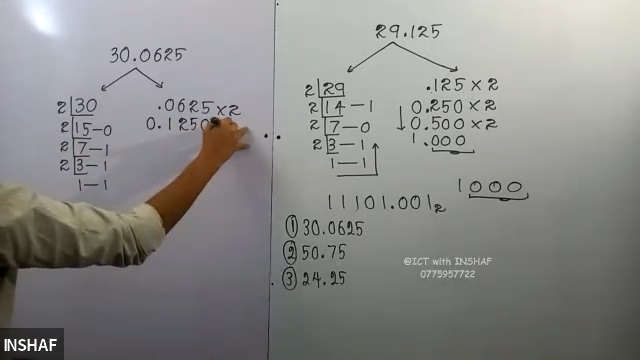 30.0625
2 30
2 15 – 0
2 7 – 1
2 3 – 1
1 – 1
.0625 × 2
0.1250
29.125
2 29
2 14 – 1
2 7 – 0
2 3 – 1
1 – 1
.125 × 2
0.250 × 2
0.500 × 2
1.000
1000
11101.001₂
① 30.0625
② 50.75
③ 24.25
@ICT with INSHAF
0775957722
INSHAF